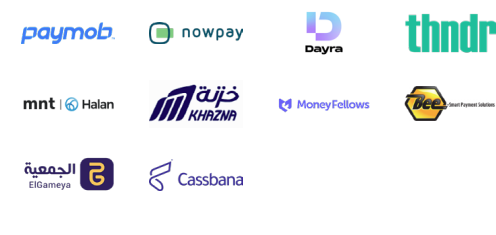 paymob
nowpay
Dayra
thndr
mnt | Halan
خزنة
KHAZNA
MoneyFellows
Bee Smart Payment Solutions
الجمعية
ElGameya
Cassbana